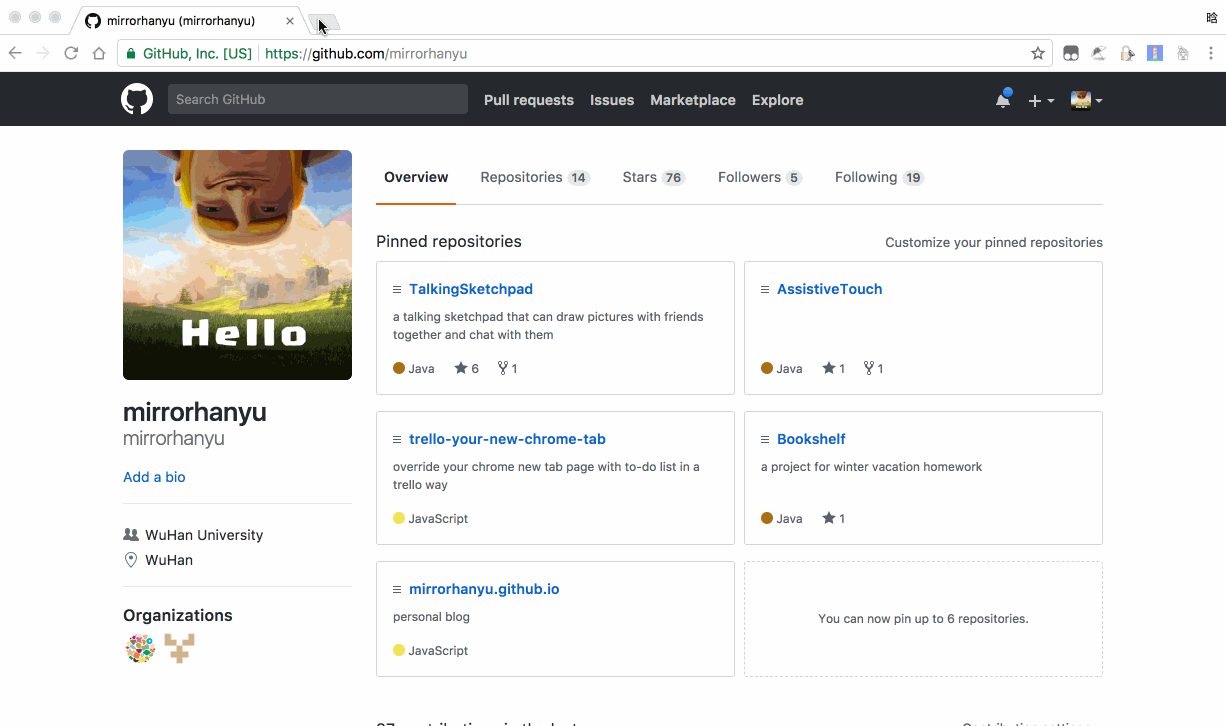 mirrorhanyu (mirrorhanyu)
晗
GitHub, Inc. [US] https://github.com/mirrorhanyu
Search GitHub Pull requests Issues Marketplace Explore
Overview Repositories 14 Stars 76 Followers 5 Following 19
Pinned repositories Customize your pinned repositories
TalkingSketchpad
a talking sketchpad that can draw pictures with friends
together and chat with them
Java 6 1
AssistiveTouch
Java 1 1
trello-your-new-chrome-tab
override your chrome new tab page with to-do list in a
trello way
JavaScript
Bookshelf
a project for winter vacation homework
Java 1
mirrorhanyu.github.io
personal blog
JavaScript
You can now pin up to 6 repositories.
Hello
mirrorhanyu
mirrorhanyu
Add a bio
WuHan University
WuHan
Organizations